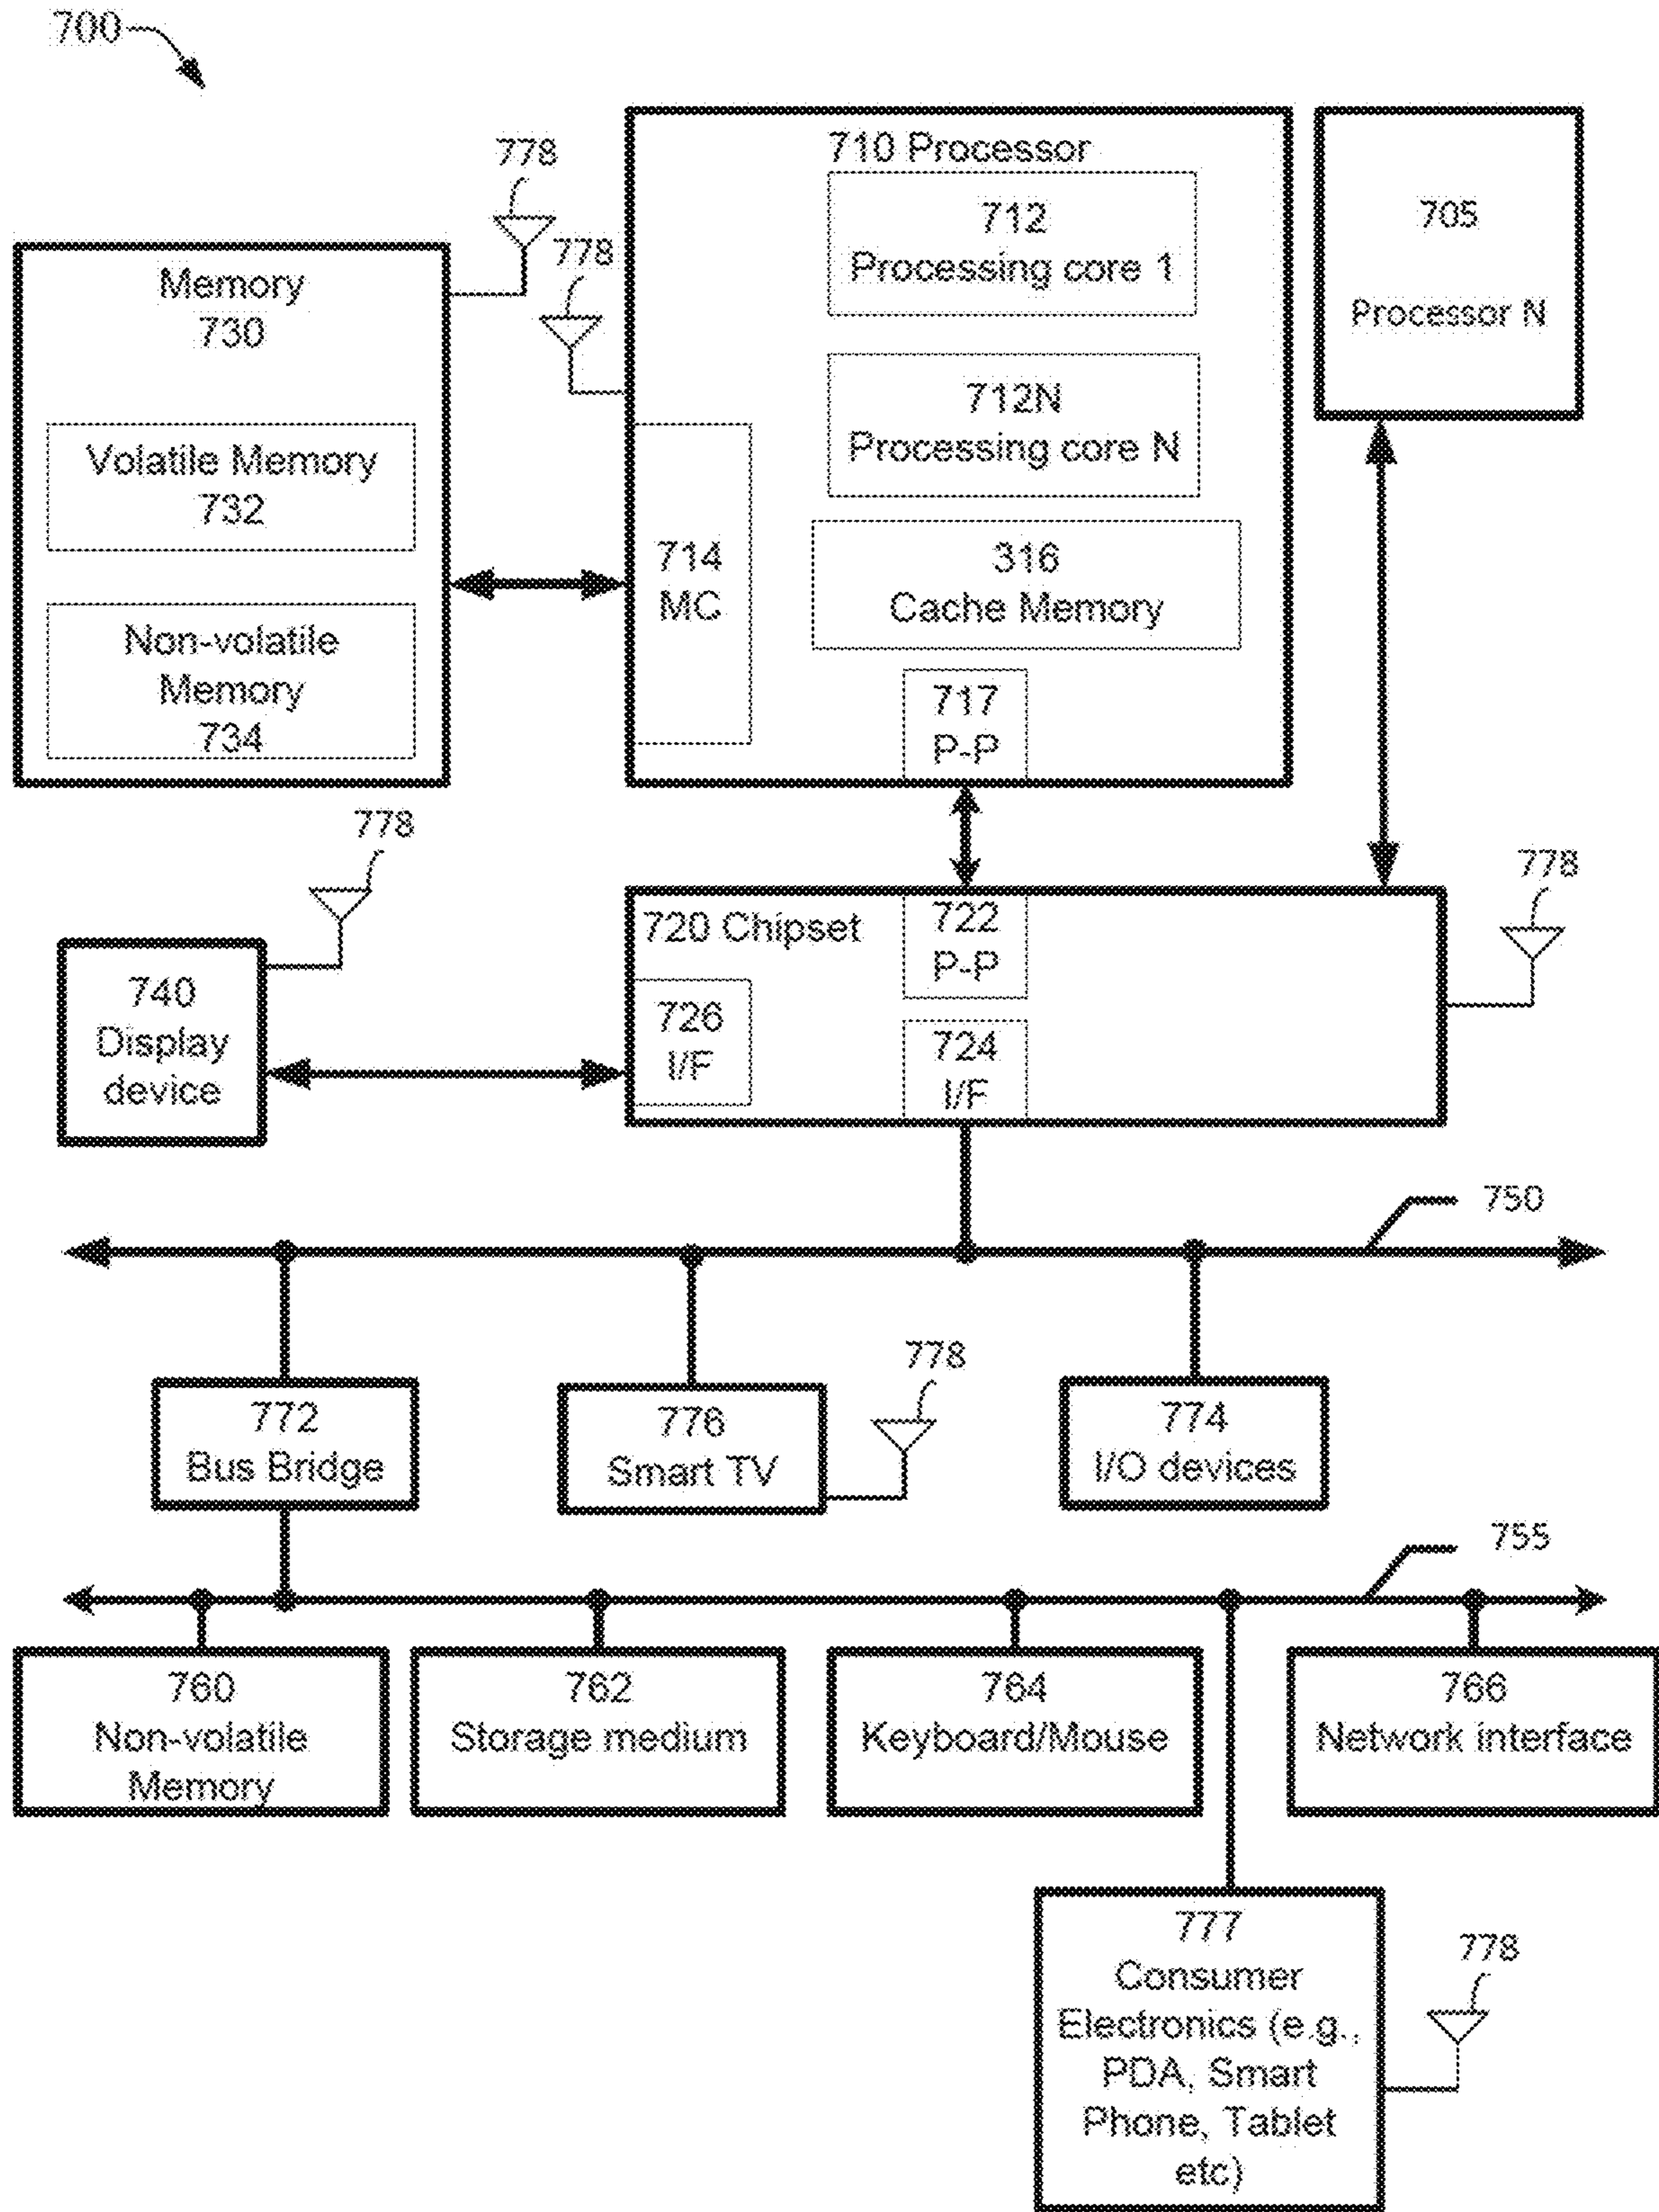 700
778
778
710 Processor
712
Processing core 1
712N
Processing core N
316
Cache Memory
714
MC
717
P-P
705
Processor N
Memory
730
Volatile Memory
732
Non-volatile
Memory
734
778
740
Display
device
720 Chipset
722
P-P
726
I/F
724
I/F
778
750
772
Bus Bridge
776
Smart TV
778
774
I/O devices
755
760
Non-volatile
Memory
762
Storage medium
764
Keyboard/Mouse
766
Network interface
777
Consumer
Electronics (e.g.,
PDA, Smart
Phone, Tablet
etc)
778